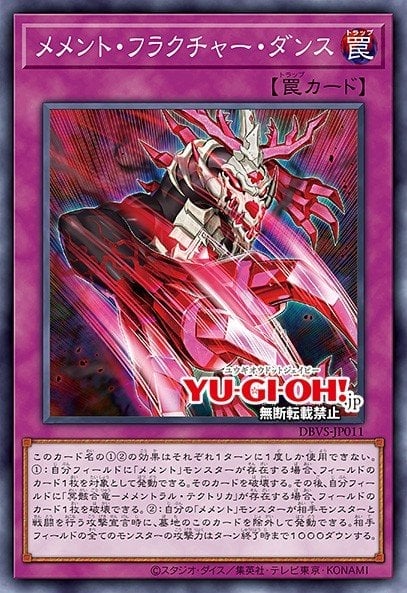 メメント・フラクチャー・ダンス
トラップ
罠
トラップ
【罠カード】
ユウギオウドットジェイピー
YU-GI-OH!.jp
無断転載禁止
DBVS-JP011
このカード名の①②の効果はそれぞれ1ターンに1度しか使用できない。
①：自分フィールドに「メメント」モンスターが存在する場合、フィールドの
カード1枚を対象として発動できる。そのカードを破壊する。その後、自分フィー
ルドに「冥骸合竜－メメントラル・テクトリカ」が存在する場合、フィールドの
カード1枚を破壊できる。②：自分の「メメント」モンスターが相手モンスターと
戦闘を行う攻撃宣言時に、墓地のこのカードを除外して発動できる。相手
フィールドの全てのモンスターの攻撃力はターン終了時まで1000ダウンする。
©スタジオ・ダイス／集英社・テレビ東京・KONAMI